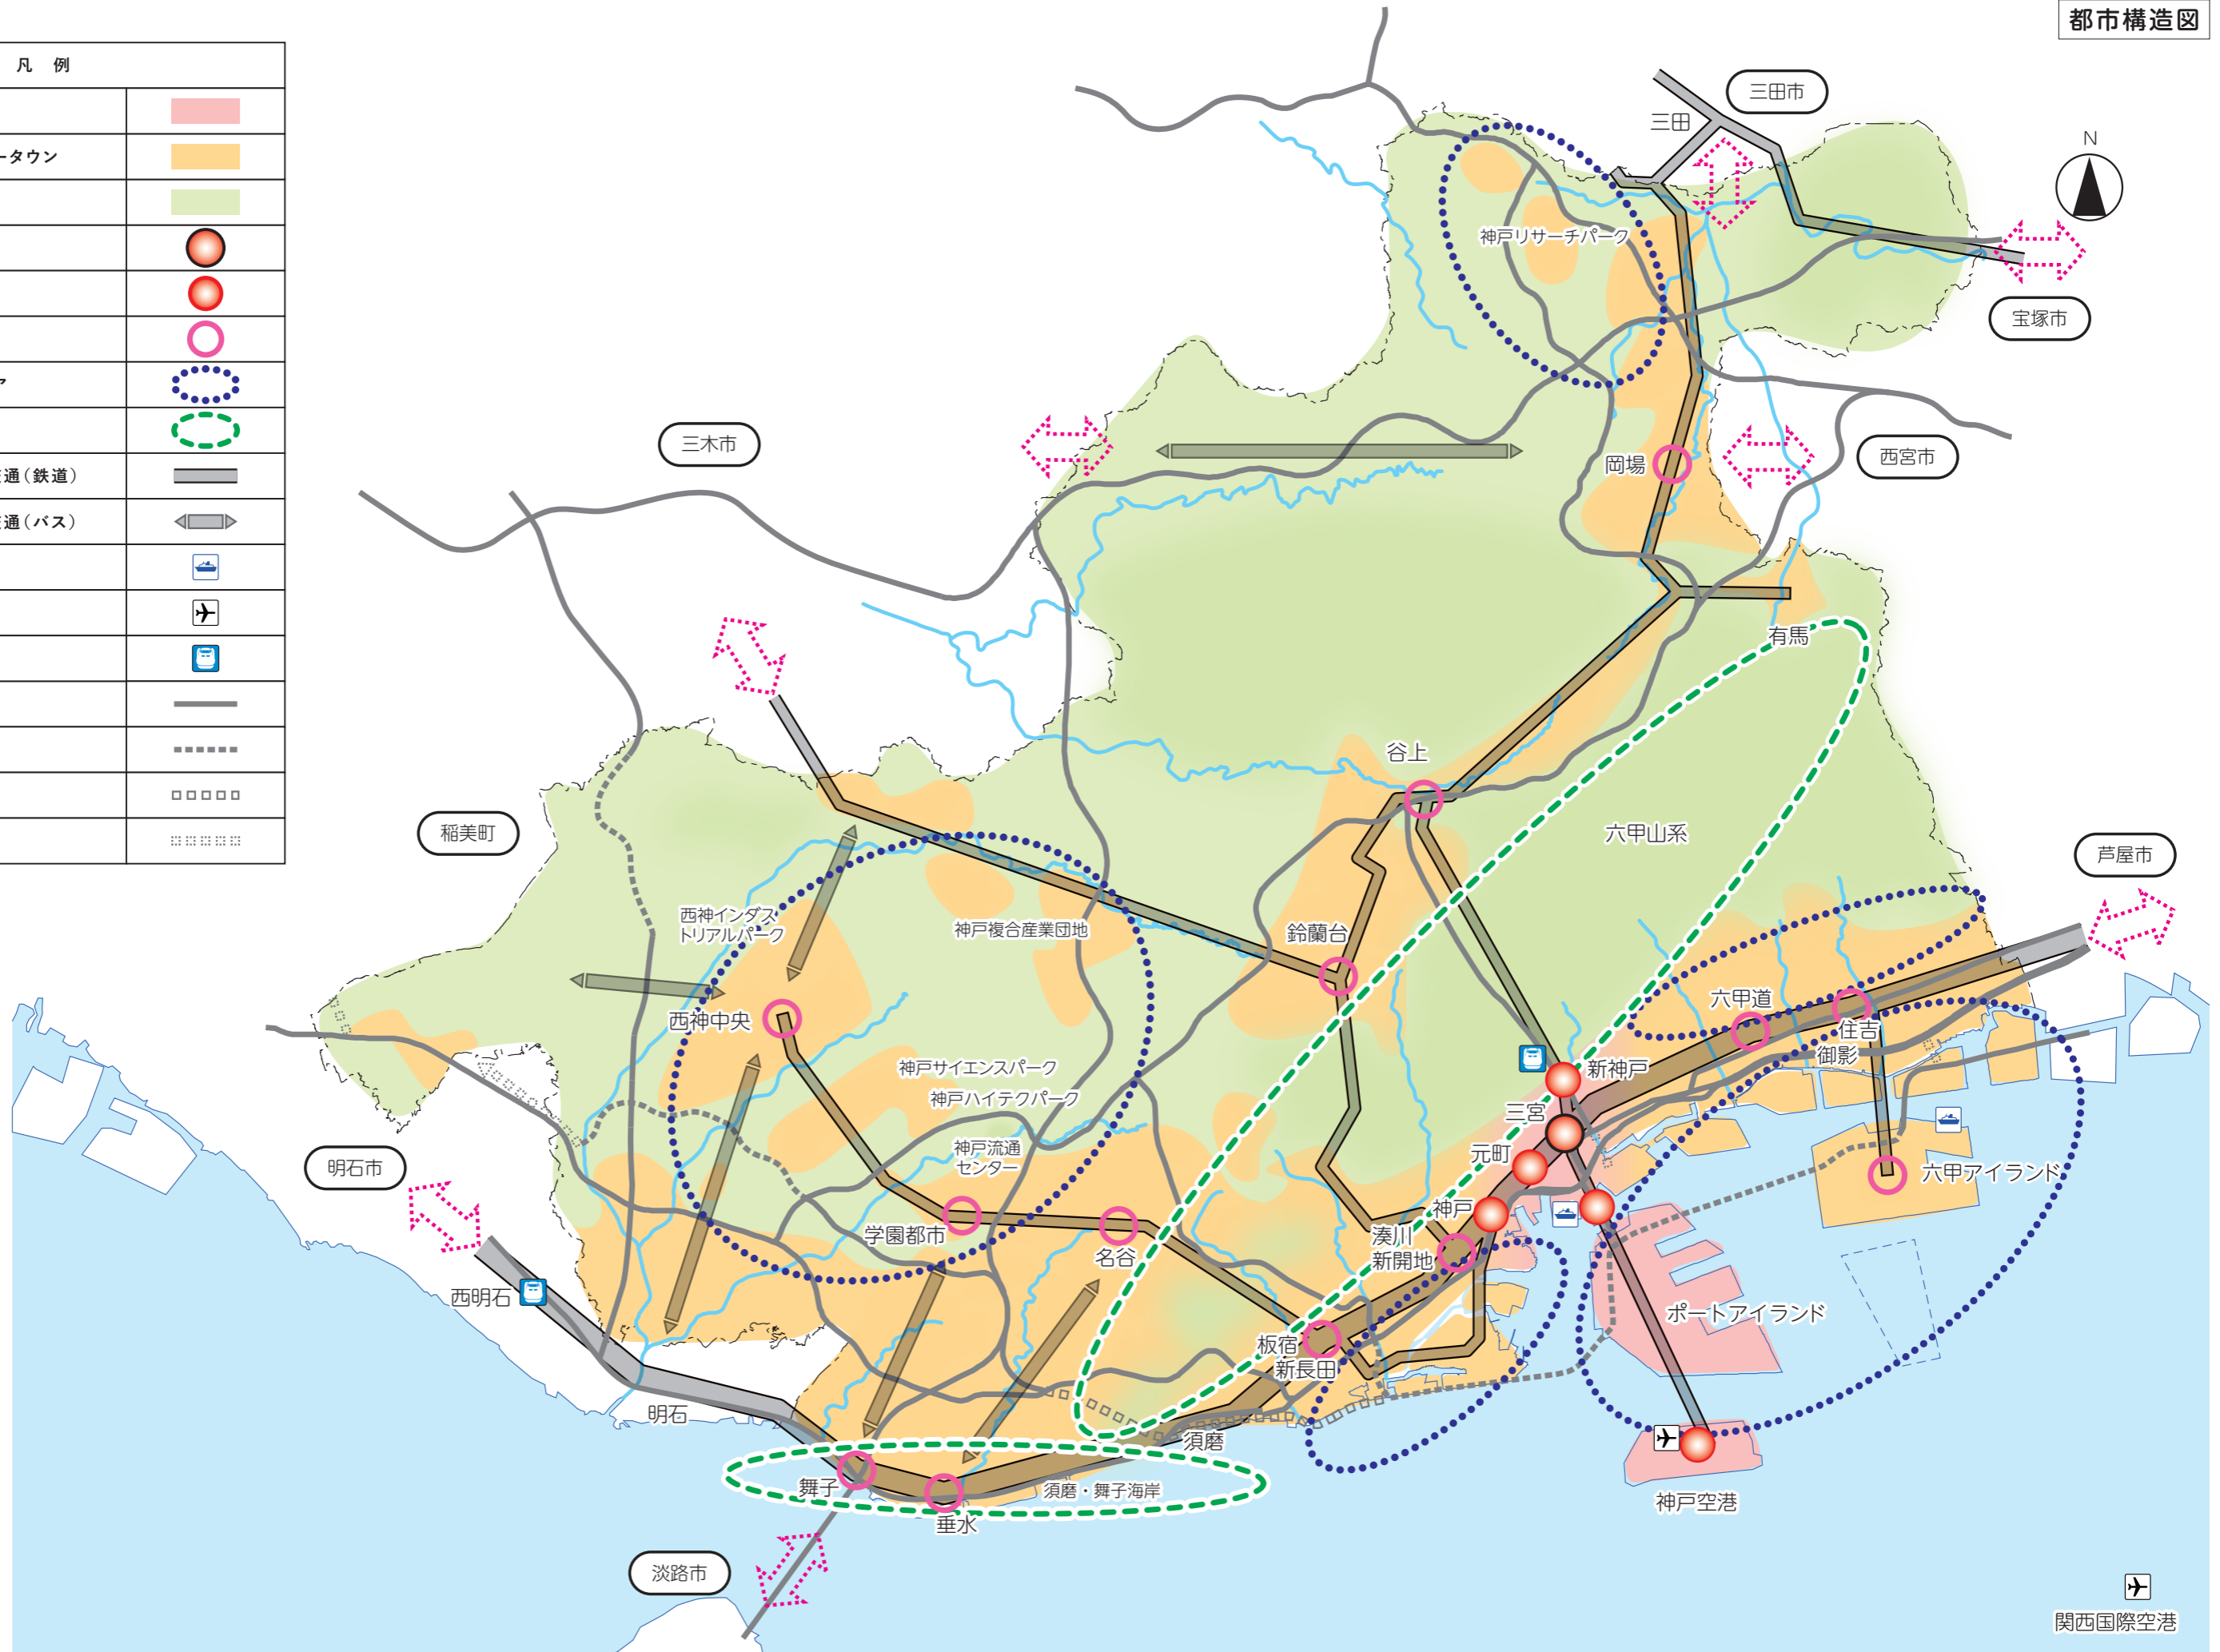 都市構造図
凡 例
ータウン
ア
通(鉄道)
通(バス)
三田市
三田
N
神戸リサーチパーク
宝塚市
三木市
岡場
西宮市
有馬
谷上
六甲山系
稲美町
芦屋市
西神インダス
トリアルパーク
神戸複合産業団地
鈴蘭台
六甲道
住吉
西神中央
御影
神戸サイエンスパーク
新神戸
神戸ハイテクパーク
三宮
神戸流通
センター
元町
明石市
六甲アイランド
神戸
学園都市
湊川
新開地
名谷
西明石
ポートアイランド
板宿
新長田
明石
須磨
舞子
須磨・舞子海岸
神戸空港
垂水
淡路市
関西国際空港